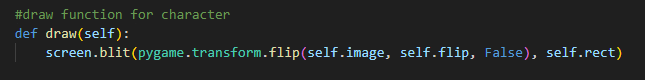 #draw function for character
def draw(self):
    screen.blit(pygame.transform.flip(self.image, self.flip, False), self.rect)